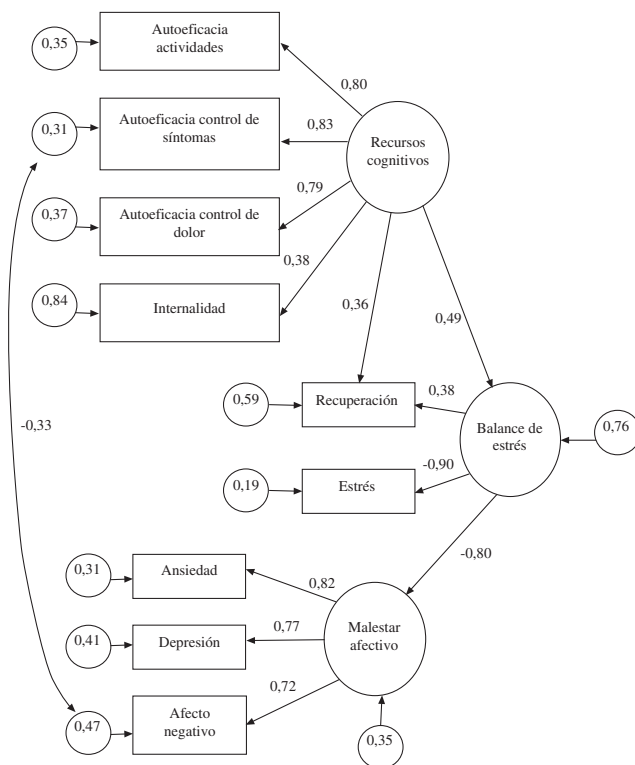 0,35
Autoeficacia
actividades
0,80
0,31
Autoeficacia control de
síntomas
0,83
Recursos
cognitivos
0,37
Autoeficacia control de
dolor
0,79
0,84
Internalidad
0,38
0,36
0,49
0,59
Recuperación
0,38
Balance de
estrés
0,76
-0,33
0,19
Estrés
-0,90
-0,80
0,31
Ansiedad
0,82
0,41
Depresión
0,77
Malestar
afectivo
0,47
Afecto
negativo
0,72
0,35